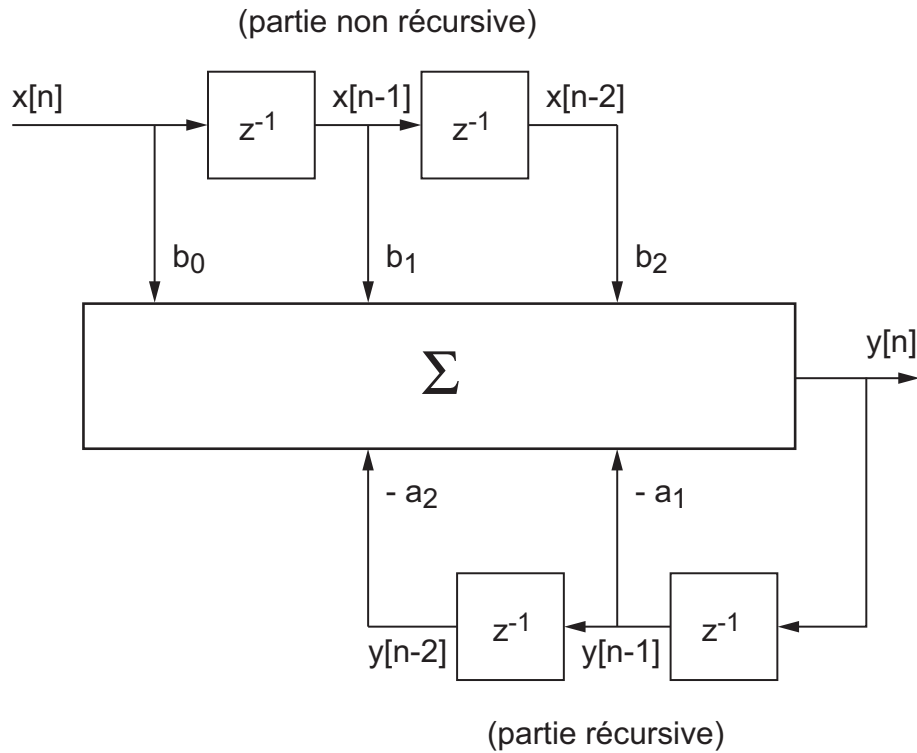 (partie non récursive)
x[n]
x[n-1]
x[n-2]
z⁻¹
z⁻¹
b₀
b₁
b₂
y[n]
Σ
- a₂
- a₁
z⁻¹
z⁻¹
y[n-2]
y[n-1]
(partie récursive)